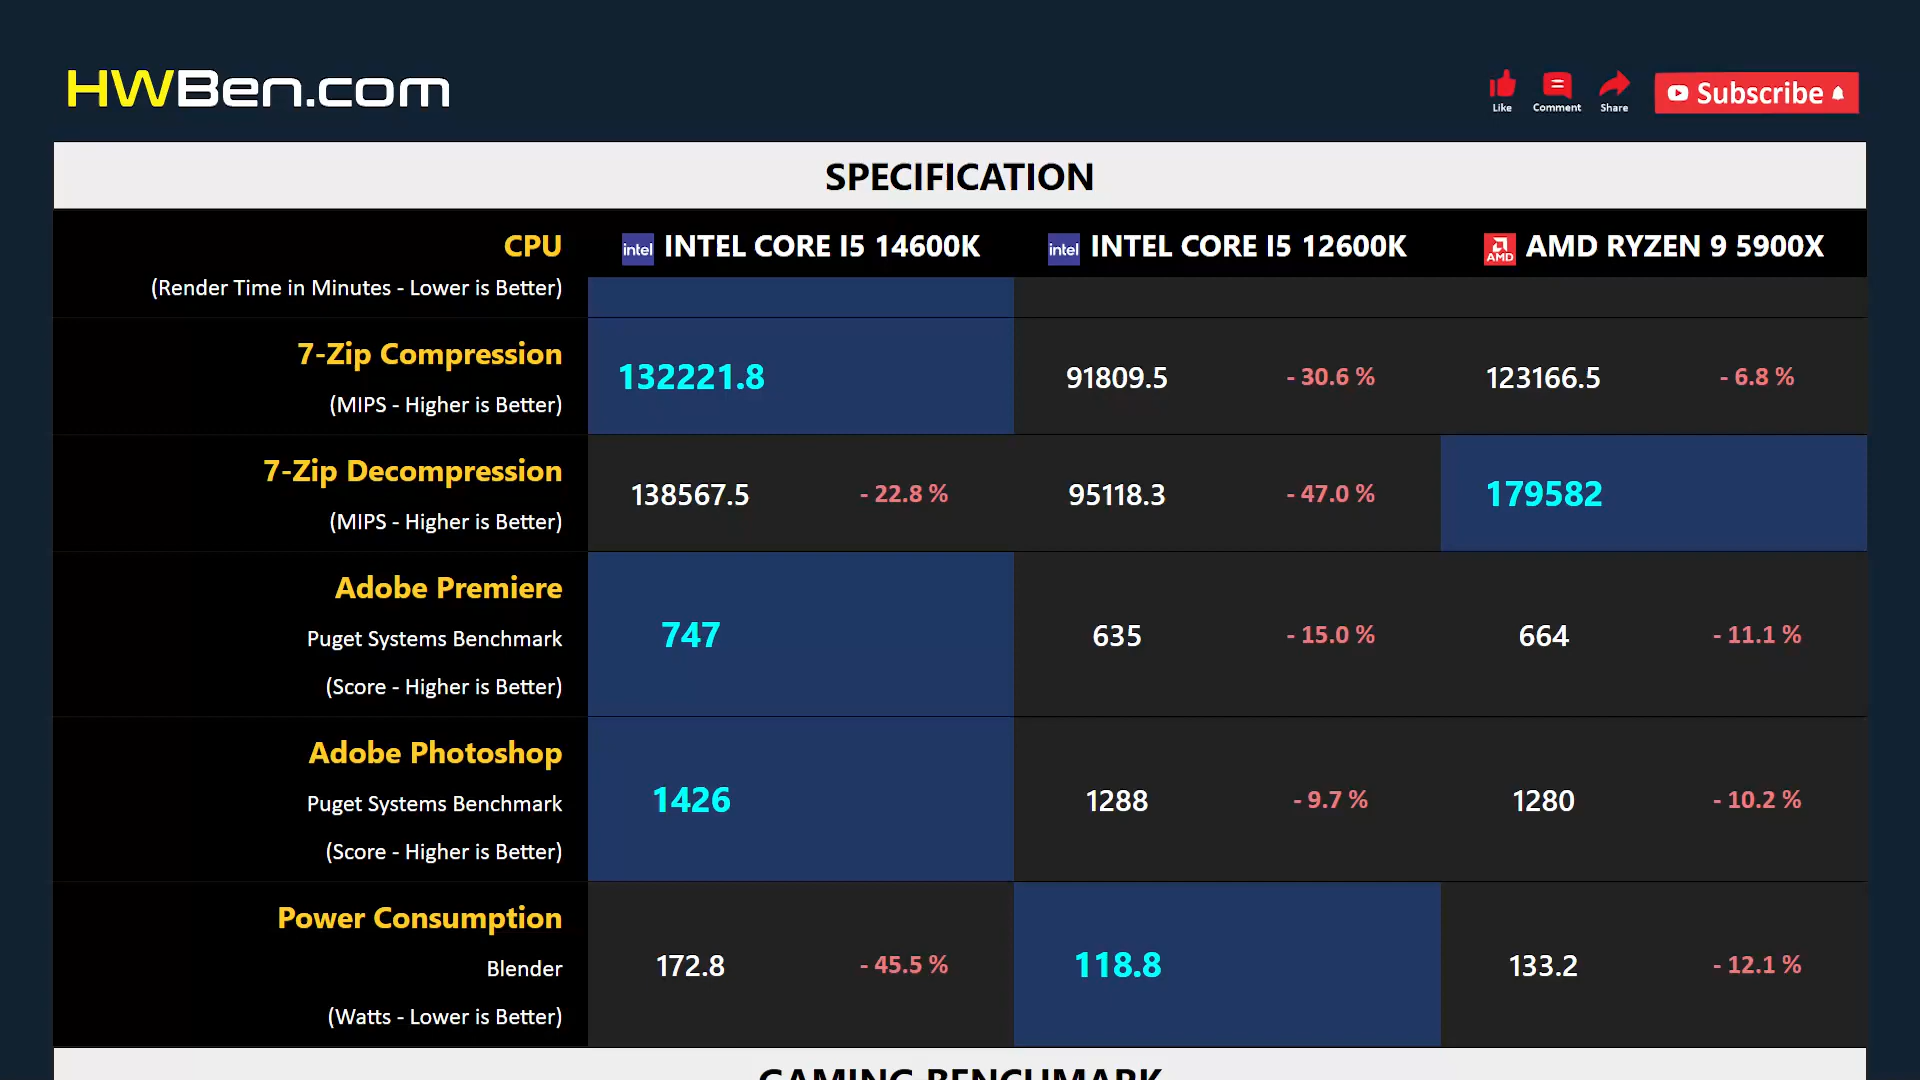 HWBen.com
Like
Comment
Share
Subscribe
SPECIFICATION
CPU
intel INTEL CORE I5 14600K
intel INTEL CORE I5 12600K
AMD AMD RYZEN 9 5900X
(Render Time in Minutes - Lower is Better)
7-Zip Compression
(MIPS - Higher is Better)
132221.8
91809.5
- 30.6 %
123166.5
- 6.8 %
7-Zip Decompression
(MIPS - Higher is Better)
138567.5
- 22.8 %
95118.3
- 47.0 %
179582
Adobe Premiere
Puget Systems Benchmark
(Score - Higher is Better)
747
635
- 15.0 %
664
- 11.1 %
Adobe Photoshop
Puget Systems Benchmark
(Score - Higher is Better)
1426
1288
- 9.7 %
1280
- 10.2 %
Power Consumption
Blender
(Watts - Lower is Better)
172.8
- 45.5 %
118.8
133.2
- 12.1 %
GAMING BENCHMARK